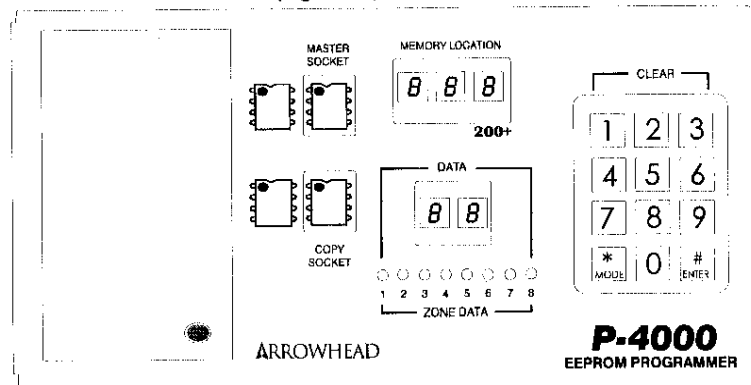 MASTER
SOCKET
MEMORY LOCATION
8 8 8
200+
CLEAR
1 2 3
4 5 6
7 8 9
* 0 #
MODE ENTER
DATA
8 8
COPY
SOCKET
1 2 3 4 5 6 7 8
ZONE DATA
ARROWHEAD
P-4000
EEPROM PROGRAMMER